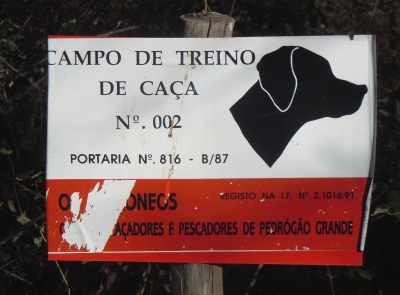 CAMPO DE TREINO
DE CAÇA
Nº. 002
PORTARIA Nº. 816 - B/87
REGISTO NA I.F. Nº. 2.1016.91
E PESCADORES DE PEDRÓGÃO GRANDE